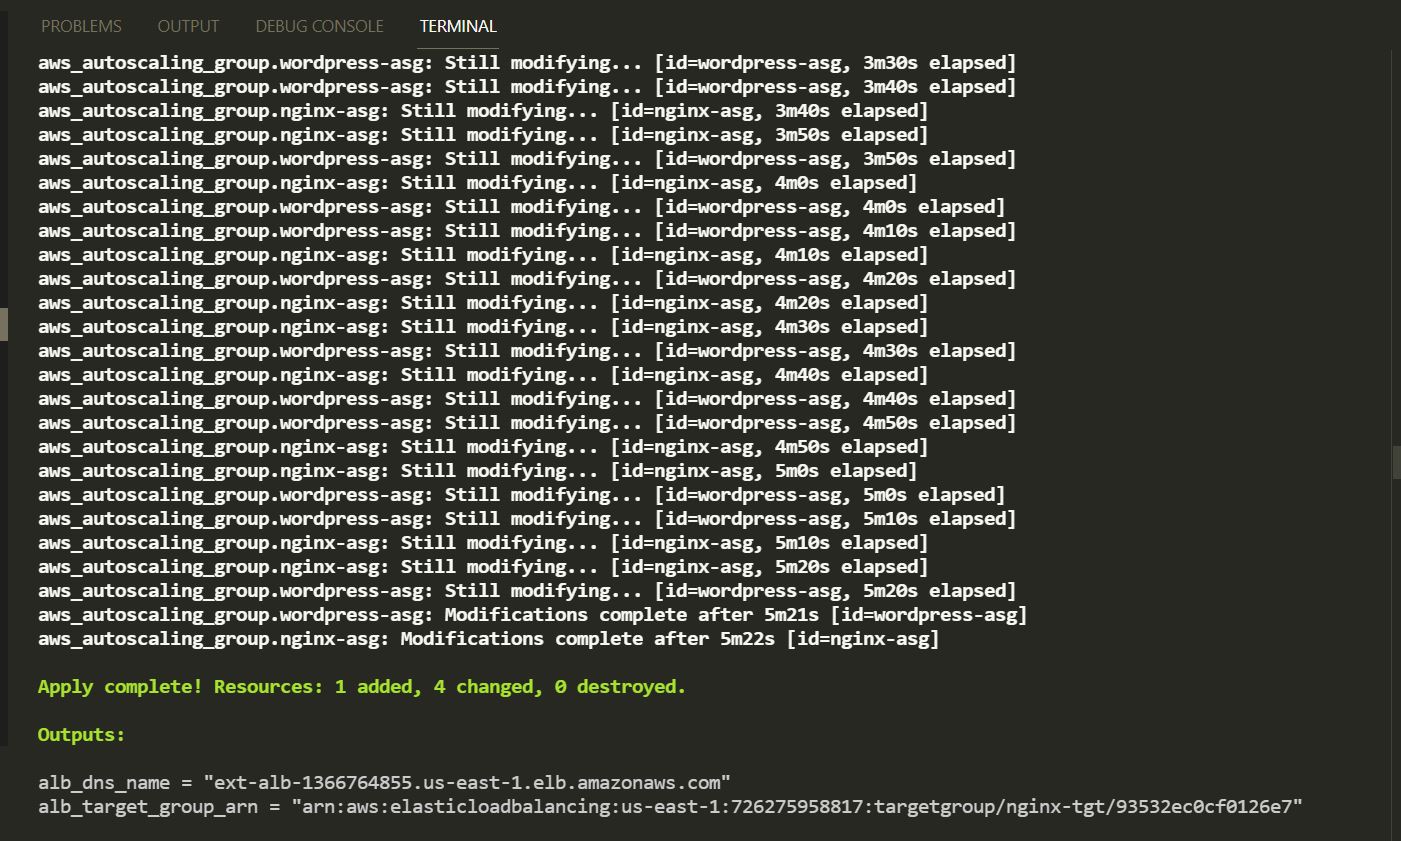 PROBLEMS OUTPUT DEBUG CONSOLE TERMINAL
aws_autoscaling_group.wordpress-asg: Still modifying... [id=wordpress-asg, 3m30s elapsed]
aws_autoscaling_group.wordpress-asg: Still modifying... [id=wordpress-asg, 3m40s elapsed]
aws_autoscaling_group.nginx-asg: Still modifying... [id=nginx-asg, 3m40s elapsed]
aws_autoscaling_group.nginx-asg: Still modifying... [id=nginx-asg, 3m50s elapsed]
aws_autoscaling_group.wordpress-asg: Still modifying... [id=wordpress-asg, 3m50s elapsed]
aws_autoscaling_group.nginx-asg: Still modifying... [id=nginx-asg, 4m0s elapsed]
aws_autoscaling_group.wordpress-asg: Still modifying... [id=wordpress-asg, 4m0s elapsed]
aws_autoscaling_group.wordpress-asg: Still modifying... [id=wordpress-asg, 4m10s elapsed]
aws_autoscaling_group.nginx-asg: Still modifying... [id=nginx-asg, 4m10s elapsed]
aws_autoscaling_group.wordpress-asg: Still modifying... [id=wordpress-asg, 4m20s elapsed]
aws_autoscaling_group.nginx-asg: Still modifying... [id=nginx-asg, 4m20s elapsed]
aws_autoscaling_group.nginx-asg: Still modifying... [id=nginx-asg, 4m30s elapsed]
aws_autoscaling_group.wordpress-asg: Still modifying... [id=wordpress-asg, 4m30s elapsed]
aws_autoscaling_group.nginx-asg: Still modifying... [id=nginx-asg, 4m40s elapsed]
aws_autoscaling_group.wordpress-asg: Still modifying... [id=wordpress-asg, 4m40s elapsed]
aws_autoscaling_group.wordpress-asg: Still modifying... [id=wordpress-asg, 4m50s elapsed]
aws_autoscaling_group.nginx-asg: Still modifying... [id=nginx-asg, 4m50s elapsed]
aws_autoscaling_group.nginx-asg: Still modifying... [id=nginx-asg, 5m0s elapsed]
aws_autoscaling_group.wordpress-asg: Still modifying... [id=wordpress-asg, 5m0s elapsed]
aws_autoscaling_group.wordpress-asg: Still modifying... [id=wordpress-asg, 5m10s elapsed]
aws_autoscaling_group.nginx-asg: Still modifying... [id=nginx-asg, 5m10s elapsed]
aws_autoscaling_group.nginx-asg: Still modifying... [id=nginx-asg, 5m20s elapsed]
aws_autoscaling_group.wordpress-asg: Still modifying... [id=wordpress-asg, 5m20s elapsed]
aws_autoscaling_group.wordpress-asg: Modifications complete after 5m21s [id=wordpress-asg]
aws_autoscaling_group.nginx-asg: Modifications complete after 5m22s [id=nginx-asg]
Apply complete! Resources: 1 added, 4 changed, 0 destroyed.
Outputs:
alb_dns_name = "ext-alb-1366764855.us-east-1.elb.amazonaws.com"
alb_target_group_arn = "arn:aws:elasticloadbalancing:us-east-1:726275958817:targetgroup/nginx-tgt/93532ec0cf0126e7"